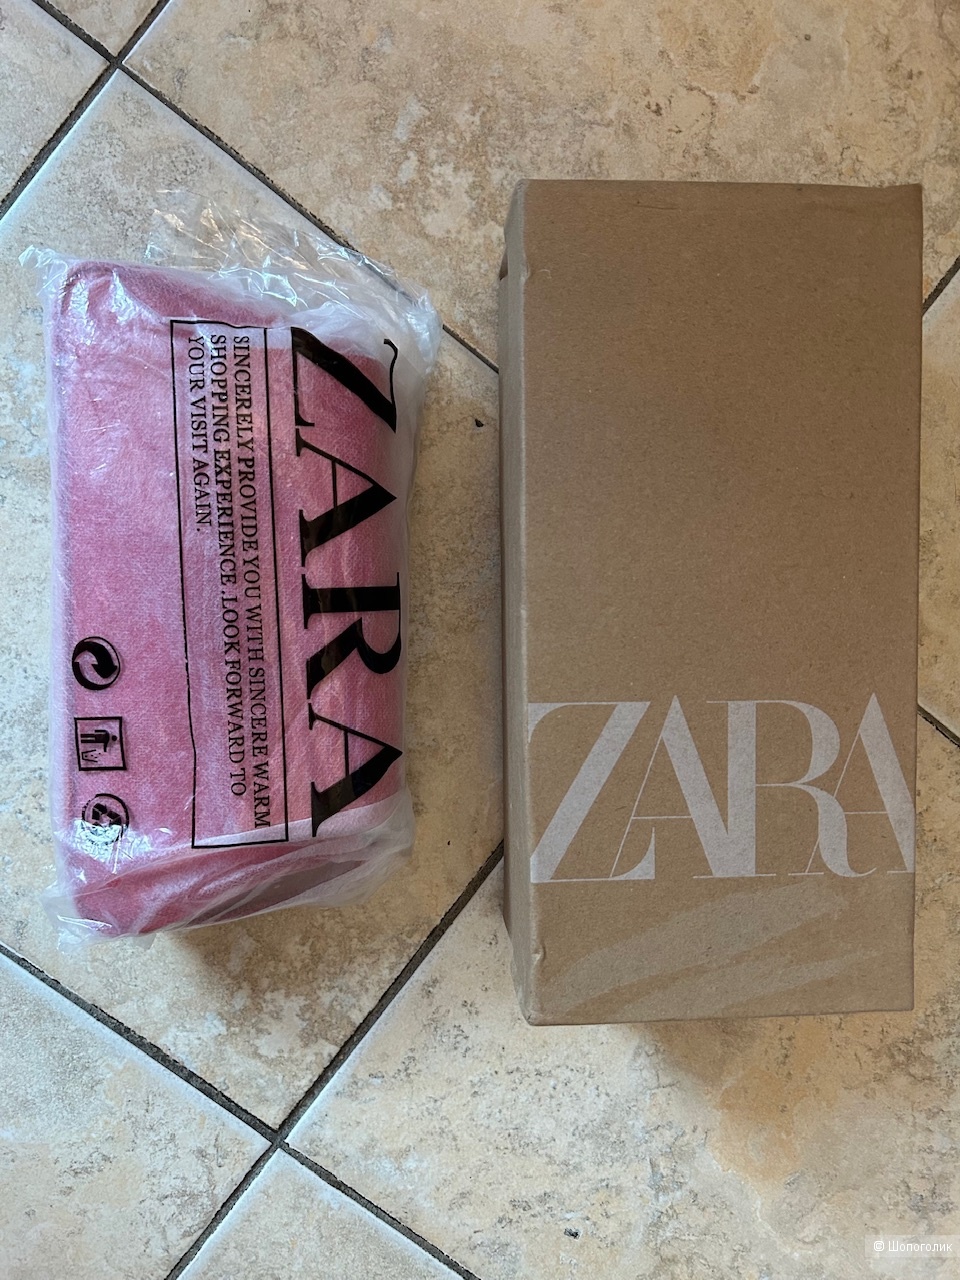 ZARA
SINCERELY PROVIDE YOU WITH SINCERE WARM
SHOPPING EXPERIENCE .LOOK FORWARD TO
YOUR VISIT AGAIN.
ZARA
© Шопоголик